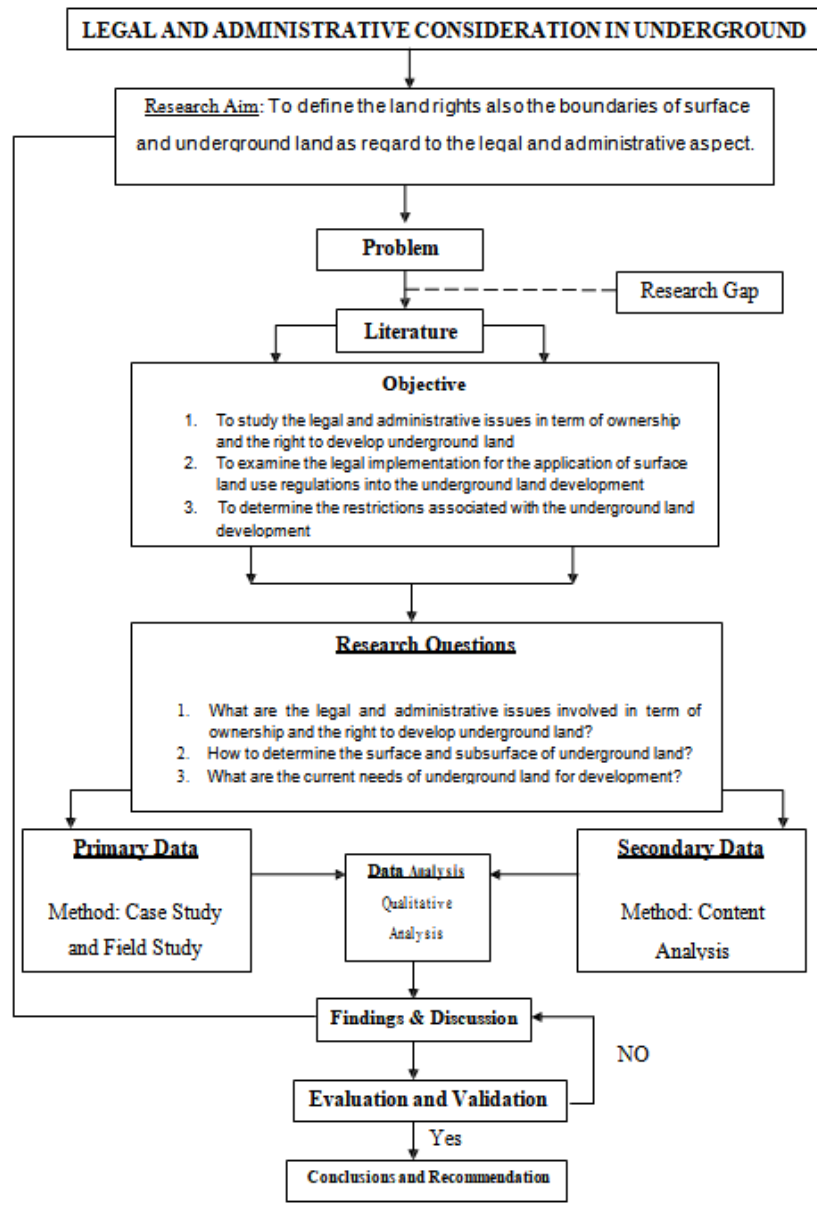 LEGAL AND ADMINISTRATIVE CONSIDERATION IN UNDERGROUND
Research Aim: To define the land rights also the boundaries of surface
and underground land as regard to the legal and administrative aspect.
Problem
Research Gap
Literature
Objective
1. To study the legal and administrative issues in term of ownership
and the right to develop underground land
2. To examine the legal implementation for the application of surface
land use regulations into the underground land development
3. To determine the restrictions associated with the underground land
development
Research Questions
1. What are the legal and administrative issues involved in term of
ownership and the right to develop underground land?
2. How to determine the surface and subsurface of underground land?
3. What are the current needs of underground land for development?
Primary Data
Method: Case Study
and Field Study
Data Analysis
Qualitative
Analysis
Secondary Data
Method: Content
Analysis
Findings & Discussion
NO
Evaluation and Validation
Yes
Conclusions and Recommendation